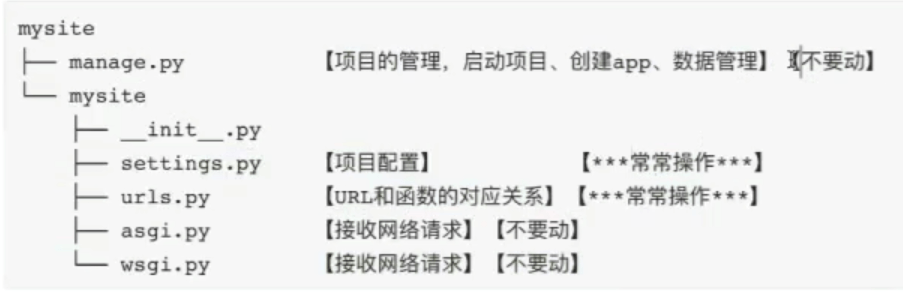 mysite
├── manage.py 【项目的管理，启动项目、创建app、数据管理】【不要动】
└── mysite
├── __init__.py
├── settings.py 【项目配置】 【***常常操作***】
├── urls.py 【URL和函数的对应关系】【***常常操作***】
├── asgi.py 【接收网络请求】【不要动】
└── wsgi.py 【接收网络请求】【不要动】